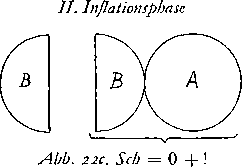 II. Inflationsphase
B B A
Abb. 22c. Sch = 0 + !